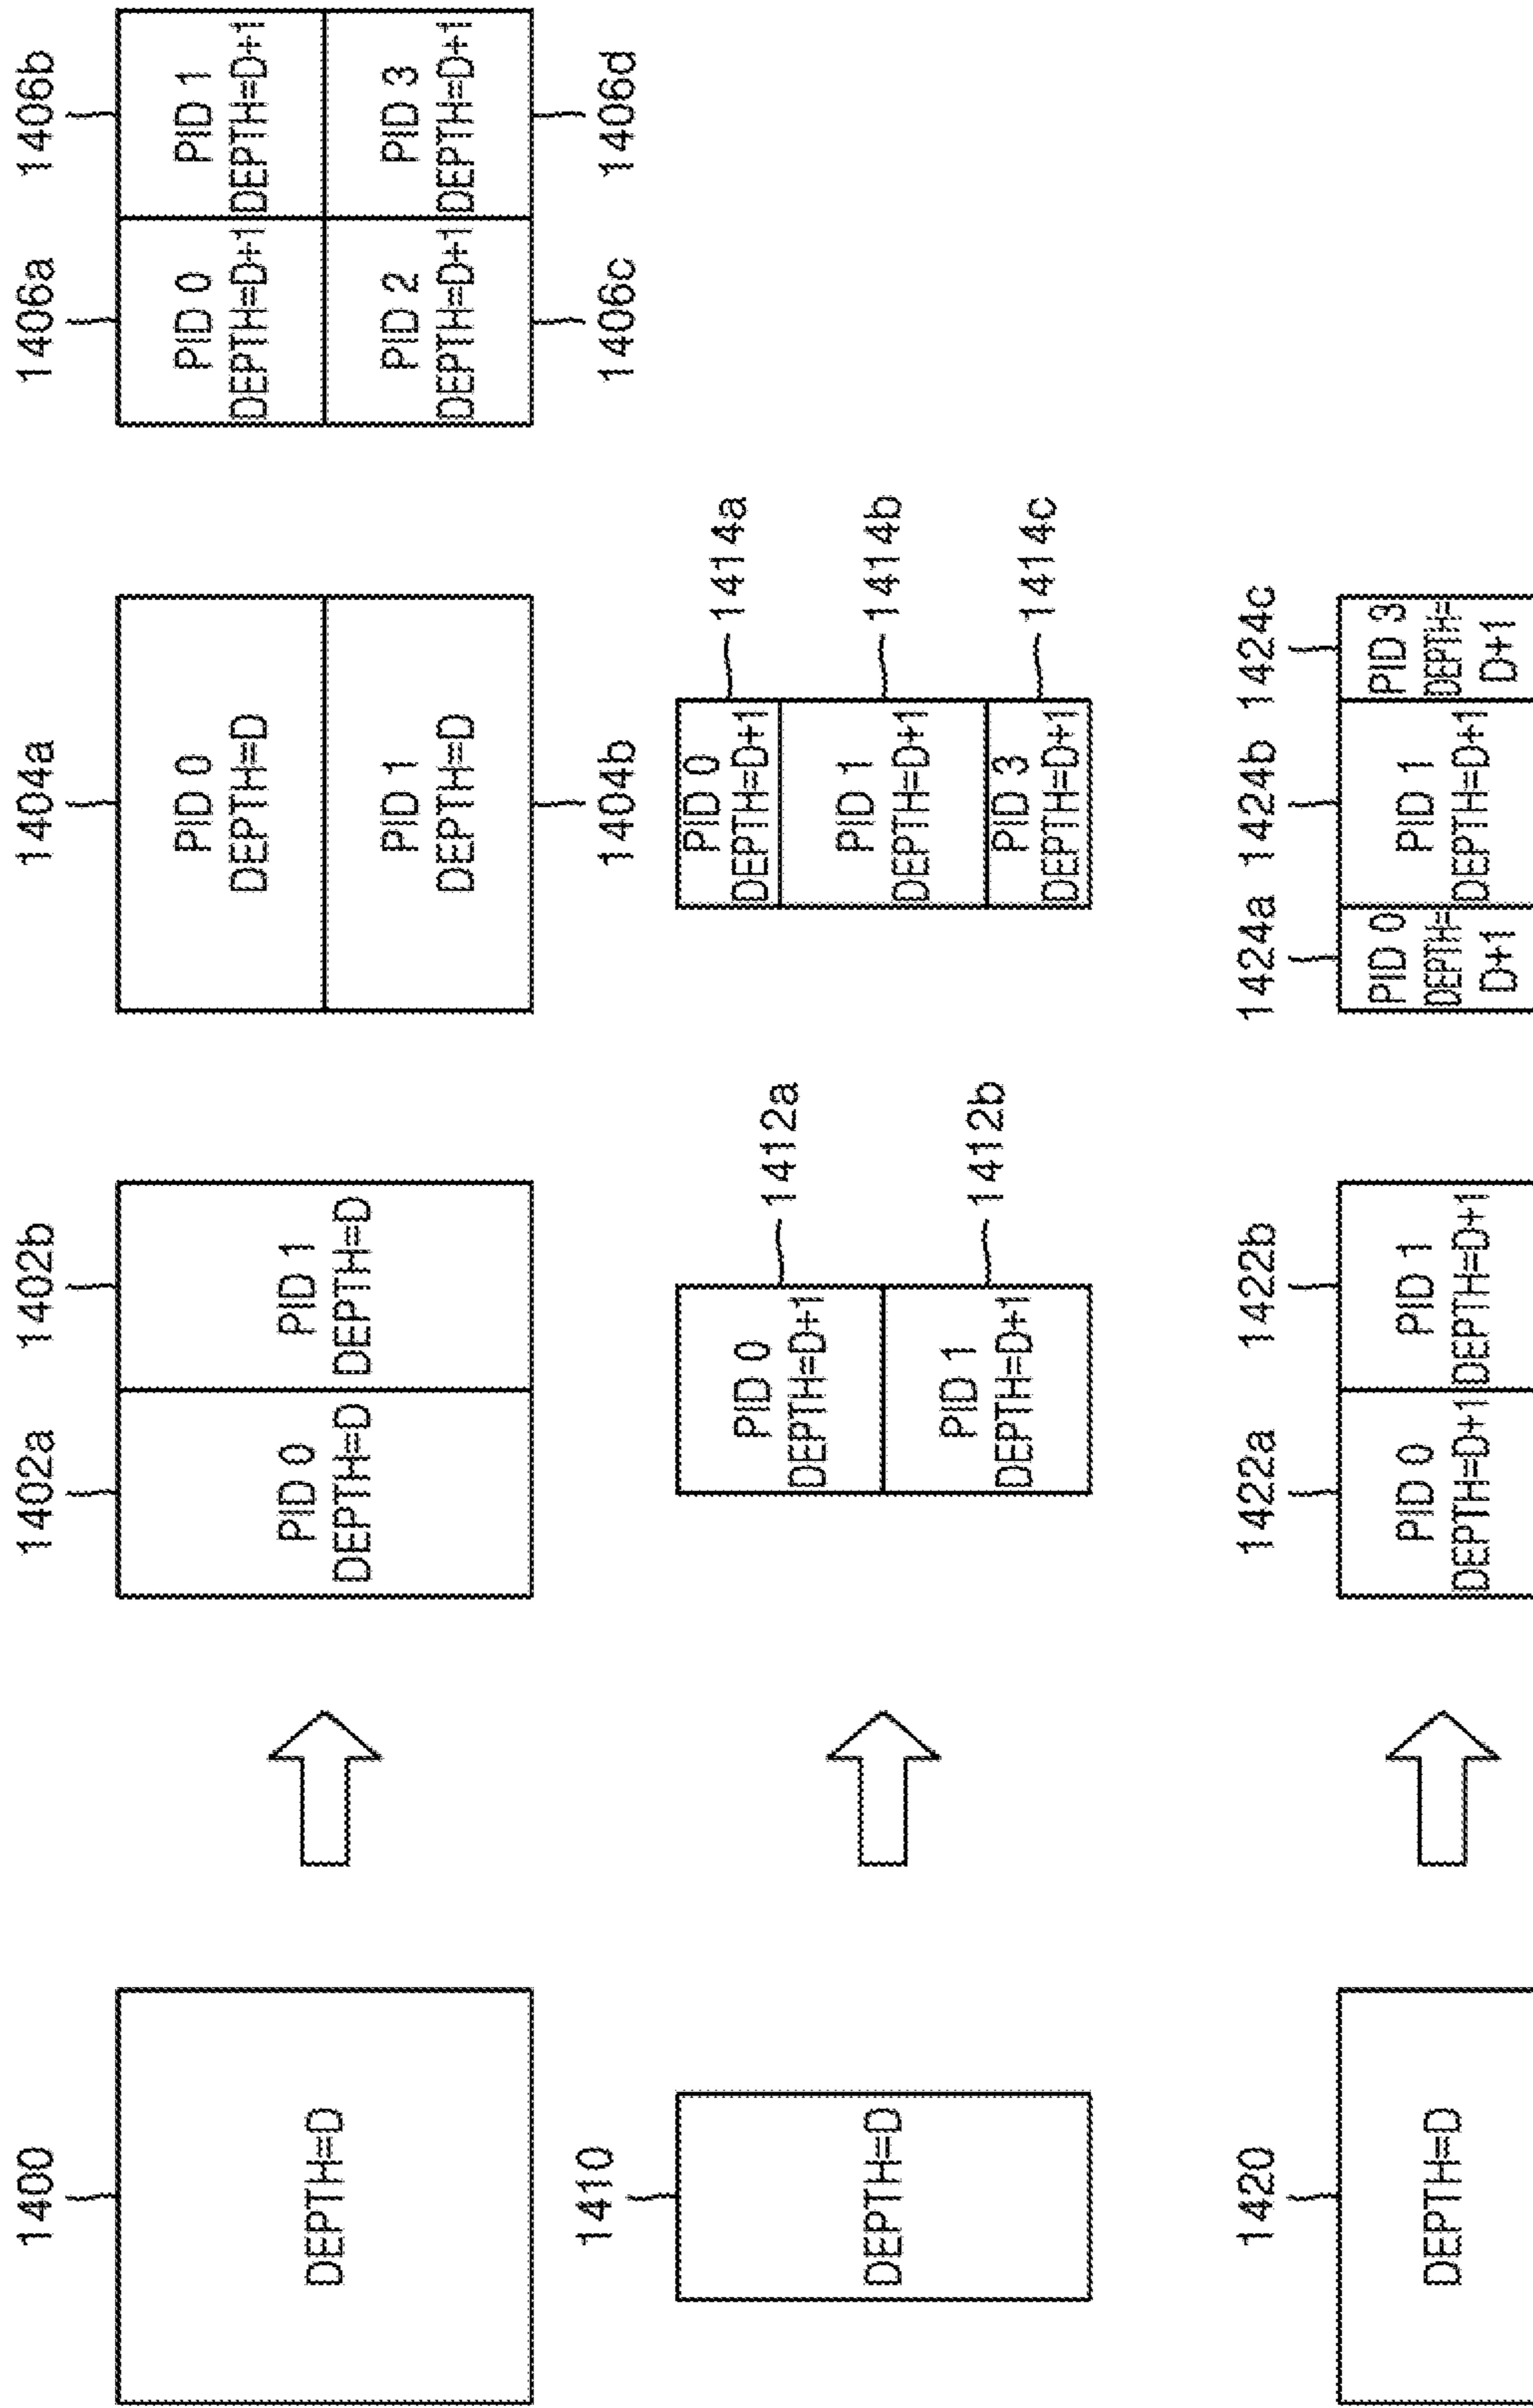 1400
DEPTH=D
1402a
1402b
PID 0
DEPTH=D
PID 1
DEPTH=D
1404a
PID 0
DEPTH=D
PID 1
DEPTH=D
1404b
1406a
1406b
PID 0
DEPTH=D+1
PID 1
DEPTH=D+1
PID 2
DEPTH=D+1
PID 3
DEPTH=D+1
1406c
1406d
1410
DEPTH=D
PID 0
DEPTH=D+1
1412a
PID 1
DEPTH=D+1
1412b
PID 0
DEPTH=D+1
1414a
PID 1
DEPTH=D+1
1414b
PID 3
DEPTH=D+1
1414c
1420
DEPTH=D
1422a
1422b
PID 0
DEPTH=D+1
PID 1
DEPTH=D+1
1424a
1424b
1424c
PID 0
DEPTH=
D+1
PID 1
DEPTH=D+1
PID 3
DEPTH=
D+1